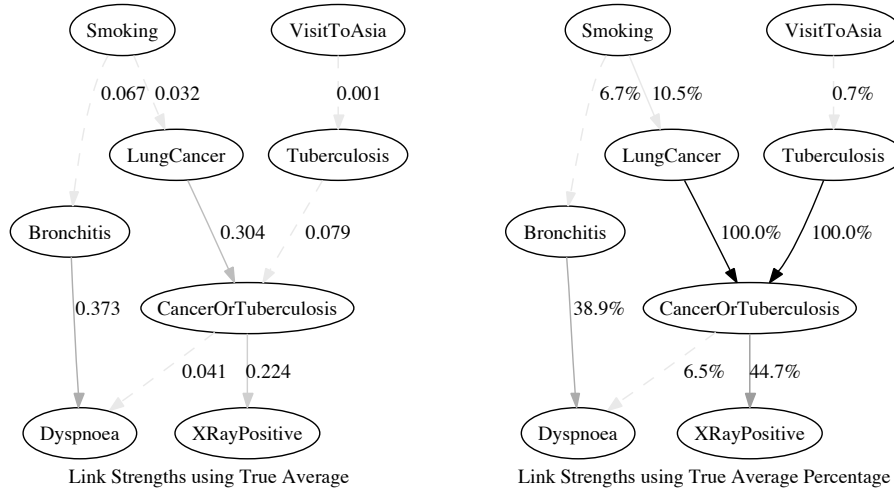 Smoking
VisitToAsia
0.067
0.032
0.001
LungCancer
Tuberculosis
Bronchitis
0.304
0.079
CancerOrTuberculosis
0.373
0.041
0.224
Dyspnoea
XRayPositive
Link Strengths using True Average
Smoking
VisitToAsia
6.7%
10.5%
0.7%
LungCancer
Tuberculosis
Bronchitis
100.0%
100.0%
CancerOrTuberculosis
38.9%
6.5%
44.7%
Dyspnoea
XRayPositive
Link Strengths using True Average Percentage